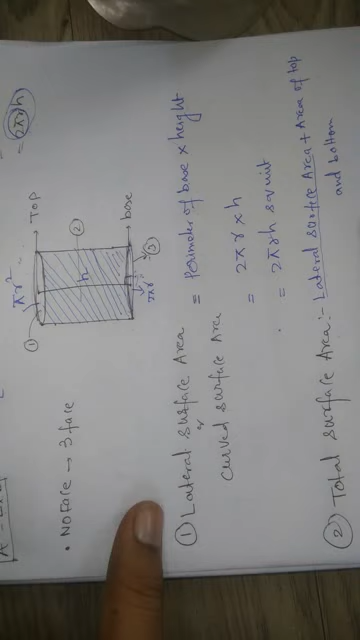 = 2πrh
πr²
① → Top
②
h
→ base
③
2πr
• No face → 3 face
① Lateral surface Area = Perimeter of base × height
or
curved surface Area
= 2πr × h
= 2πrh sq unit
② Total surface Area :- Lateral surface Area + Area of top
and bottom